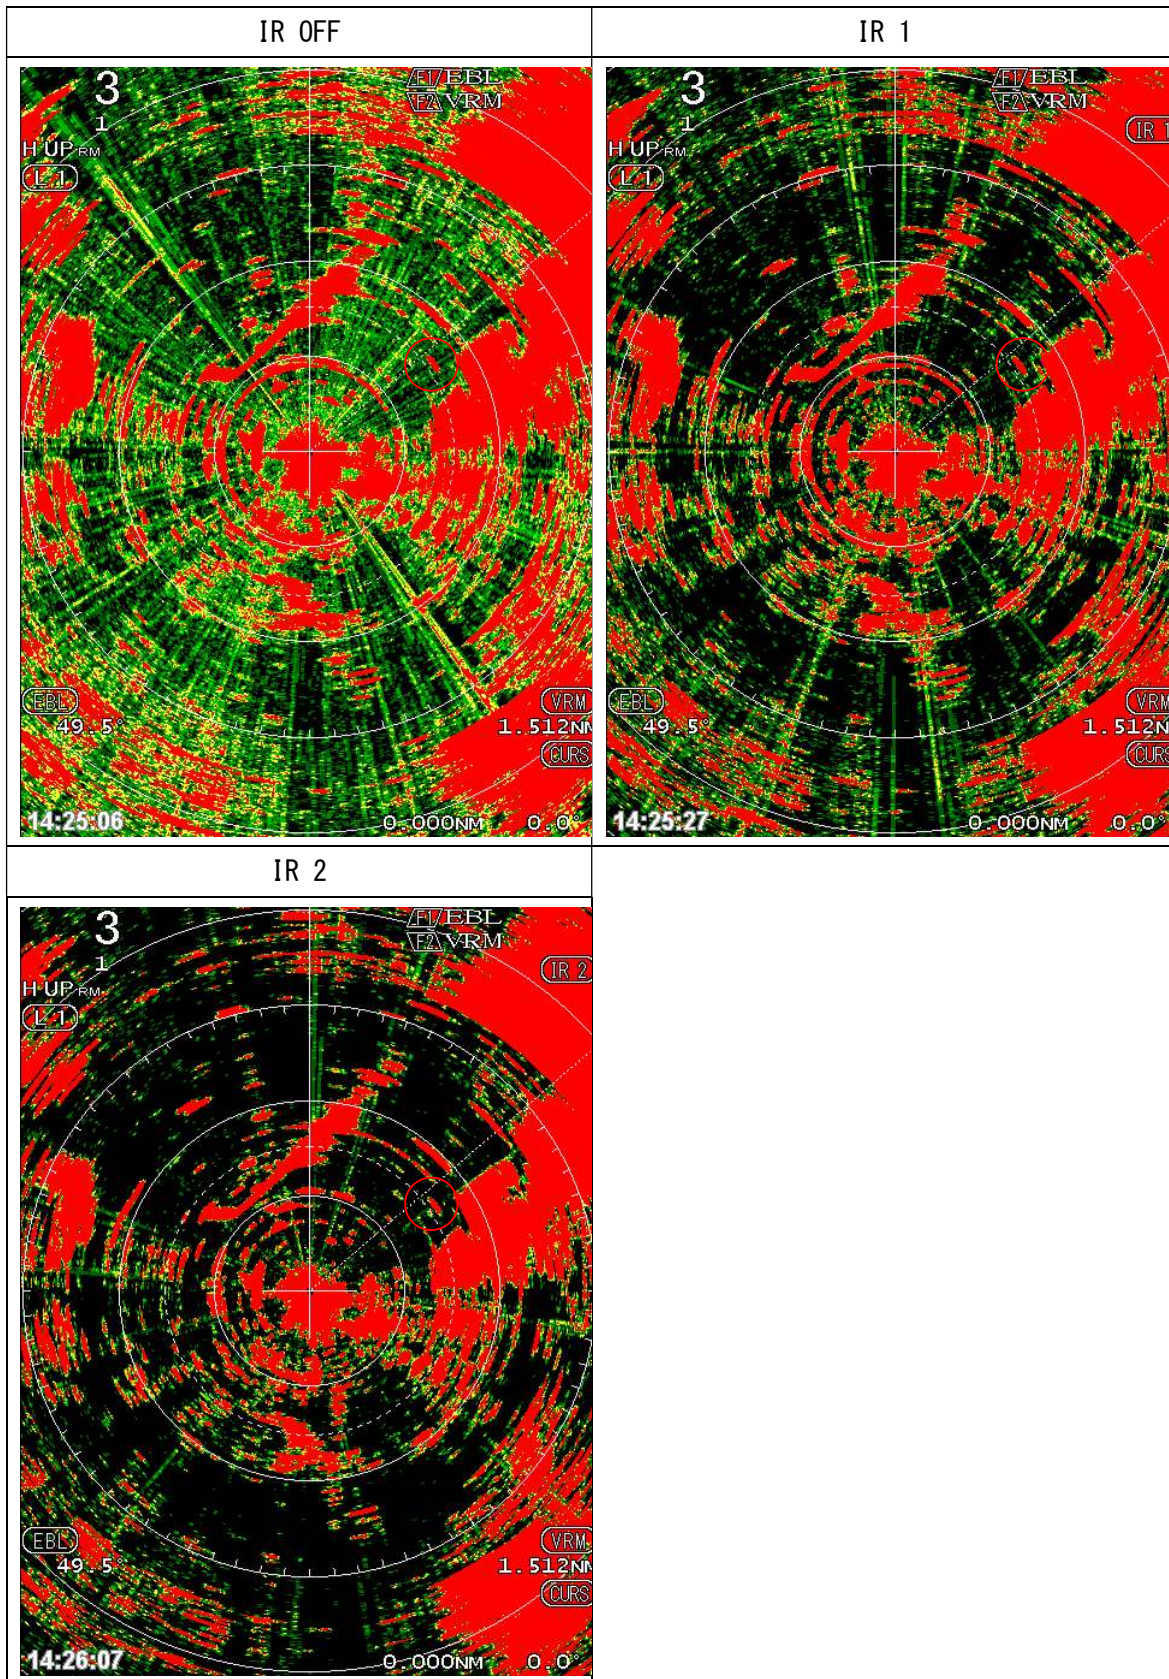 IR OFF
IR 1
3
F1 EBL
F2 VRM
1
H UP RM
L 1
EBL
49.5°
VRM
1.512NM
CURS
14:25:06
0.000NM
0.0°
3
F1 EBL
F2 VRM
1
IR 1
H UP RM
L 1
EBL
49.5°
VRM
1.512N
CURS
14:25:27
0.000NM
0.0°
IR 2
3
F1 EBL
F2 VRM
1
IR 2
H UP RM
L 1
EBL
49.5°
VRM
1.512NM
CURS
14:26:07
0.000NM
0.0°